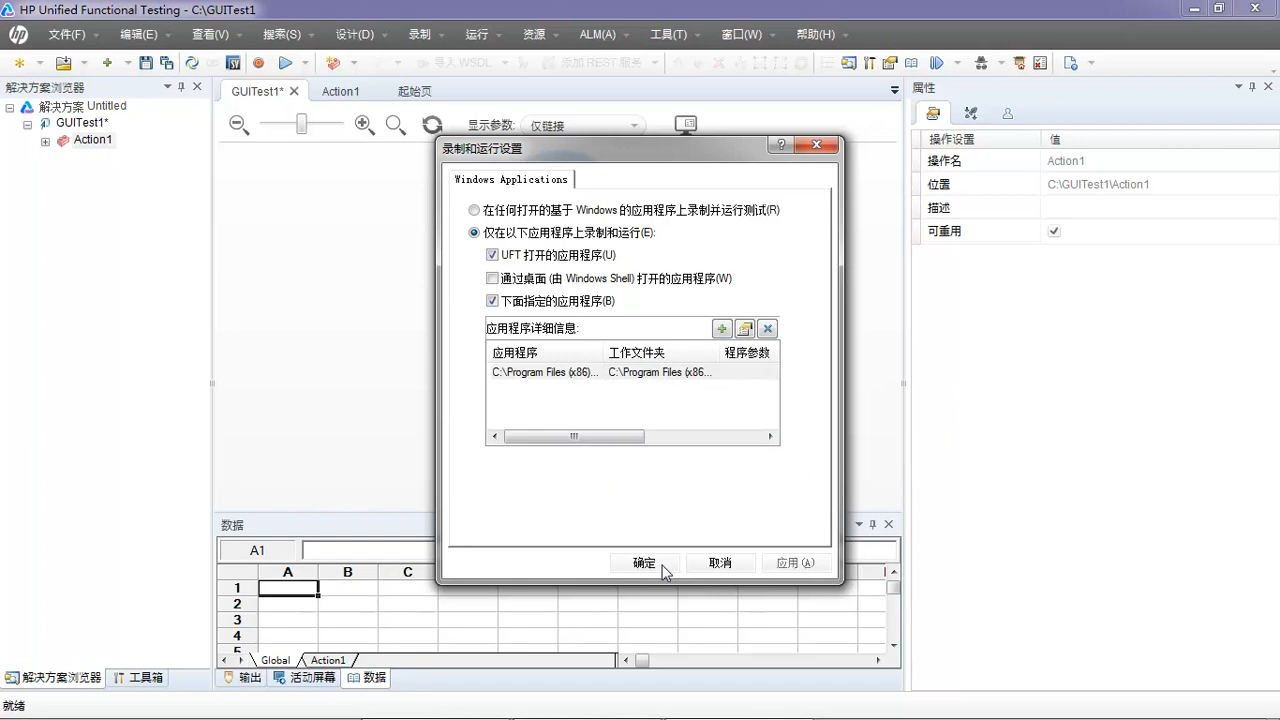 HP Unified Functional Testing - C:\GUITest1
hp 文件(F) 编辑(E) 查看(V) 搜索(S) 设计(D) 录制 运行 资源 ALM(A) 工具(T) 窗口(W) 帮助(H)
导入 WSDL 添加 REST 服务
解决方案浏览器
解决方案 Untitled
GUITest1*
Action1
GUITest1* Action1 起始页
显示参数: 仅链接
录制和运行设置
Windows Applications
在任何打开的基于 Windows 的应用程序上录制并运行测试(R)
仅在以下应用程序上录制和运行(E):
UFT 打开的应用程序(U)
通过桌面 (由 Windows Shell) 打开的应用程序(W)
下面指定的应用程序(B)
应用程序详细信息:
应用程序 工作文件夹 程序参数
C:\Program Files (x86)... C:\Program Files (x86...
确定 取消 应用 (A)
属性
操作设置 值
操作名 Action1
位置 C:\GUITest1\Action1
描述
可重用
数据
A1
A B C
1
2
3
4
5
Global Action1
解决方案浏览器 工具箱 输出 活动屏幕 数据
就绪